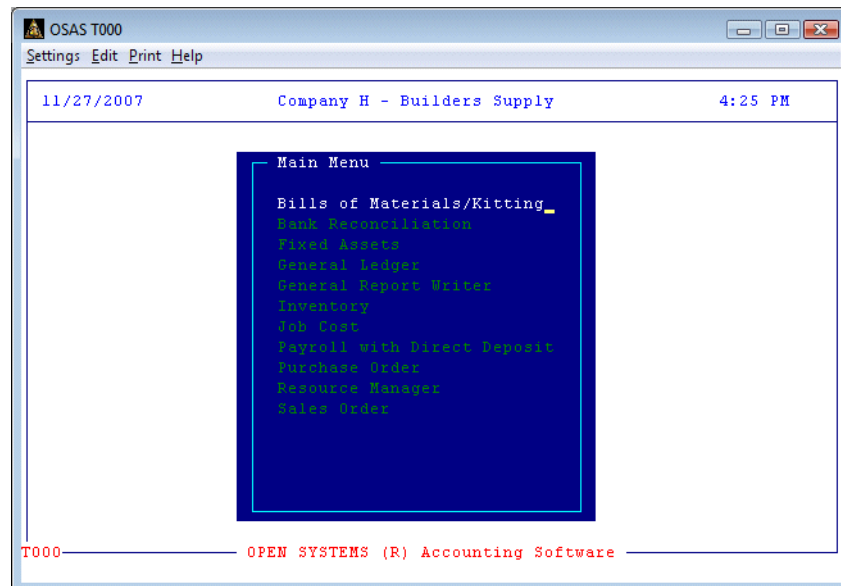 OSAS T000
Settings Edit Print Help
11/27/2007 Company H - Builders Supply 4:25 PM
Main Menu
Bills of Materials/Kitting
Bank Reconciliation
Fixed Assets
General Ledger
General Report Writer
Inventory
Job Cost
Payroll with Direct Deposit
Purchase Order
Resource Manager
Sales Order
T000 OPEN SYSTEMS (R) Accounting Software